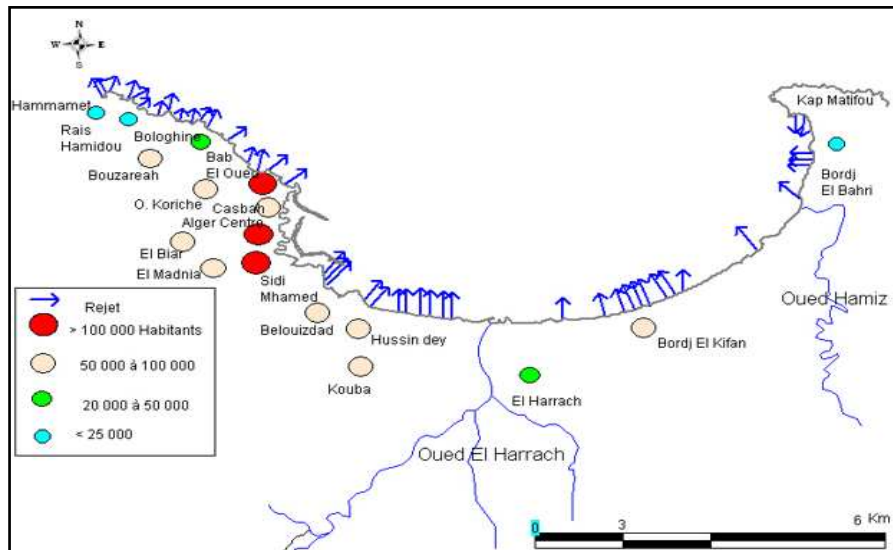 N
W E
S
Hammamet
Rais
Hamidou
Bologhine
Bouzareah
Bab
El Oued
O. Koriche
Casbah
Alger Centre
El Biar
El Madnia
Sidi
Mhamed
Belouizdad
Hussin dey
Kouba
El Harrach
Bordj El Kifan
Kap Matifou
Bordj
El Bahri
Oued Hamiz
Oued El Harrach
Rejet
> 100 000 Habitants
50 000 à 100 000
20 000 à 50 000
< 25 000
0 3 6 Km